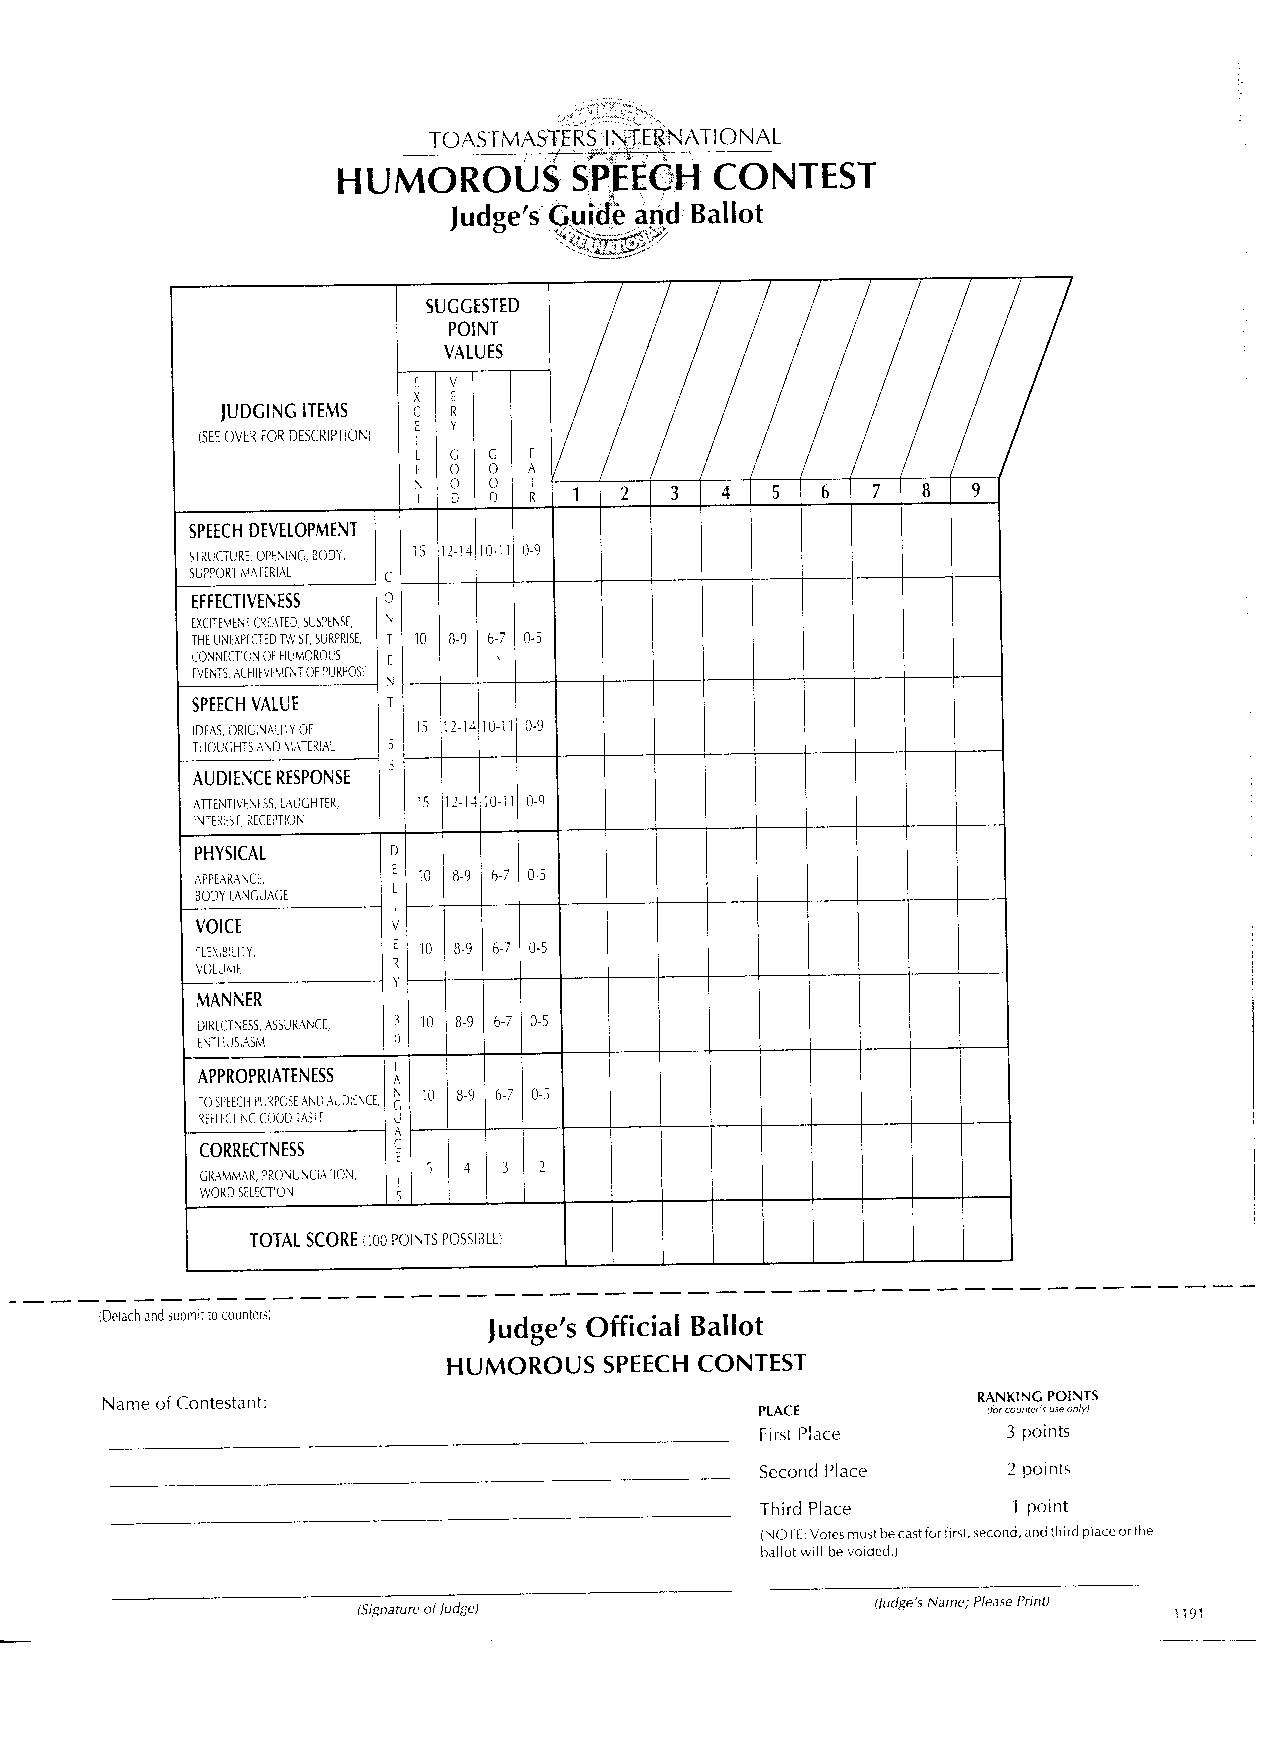 TOASTMASTERS INTERNATIONAL
HUMOROUS SPEECH CONTEST
Judge's Guide and Ballot
SUGGESTED
POINT
VALUES
JUDGING ITEMS
(SEE OVER FOR DESCRIPTION)
EXCELLENT
VERY GOOD
GOOD
FAIR
1 2 3 4 5 6 7 8 9
CONTENT 55
SPEECH DEVELOPMENT
STRUCTURE, OPENING, BODY,
SUPPORT MATERIAL
15 12-14 10-11 0-9
EFFECTIVENESS
EXCITEMENT CREATED, SUSPENSE,
THE UNEXPECTED TWIST, SURPRISE,
CONNECTION OF HUMOROUS
EVENTS, ACHIEVEMENT OF PURPOSE
10 8-9 6-7 0-5
SPEECH VALUE
IDEAS, ORIGINALITY OF
THOUGHTS AND MATERIAL
15 12-14 10-11 0-9
AUDIENCE RESPONSE
ATTENTIVENESS, LAUGHTER,
INTEREST, RECEPTION
15 12-14 10-11 0-9
DELIVERY 30
PHYSICAL
APPEARANCE,
BODY LANGUAGE
10 8-9 6-7 0-5
VOICE
FLEXIBILITY,
VOLUME
10 8-9 6-7 0-5
MANNER
DIRECTNESS, ASSURANCE,
ENTHUSIASM
10 8-9 6-7 0-5
LANGUAGE 15
APPROPRIATENESS
TO SPEECH PURPOSE AND AUDIENCE,
REFLECTING GOOD TASTE
10 8-9 6-7 0-5
CORRECTNESS
GRAMMAR, PRONUNCIATION,
WORD SELECTION
5 4 3 2
TOTAL SCORE (100 POINTS POSSIBLE)
(Detach and submit to counters)
Judge's Official Ballot
HUMOROUS SPEECH CONTEST
Name of Contestant:
PLACE
RANKING POINTS
(for counter's use only)
First Place 3 points
Second Place 2 points
Third Place 1 point
(NOTE: Votes must be cast for first, second, and third place or the
ballot will be voided.)
(Signature of Judge)
(Judge's Name; Please Print)
1191